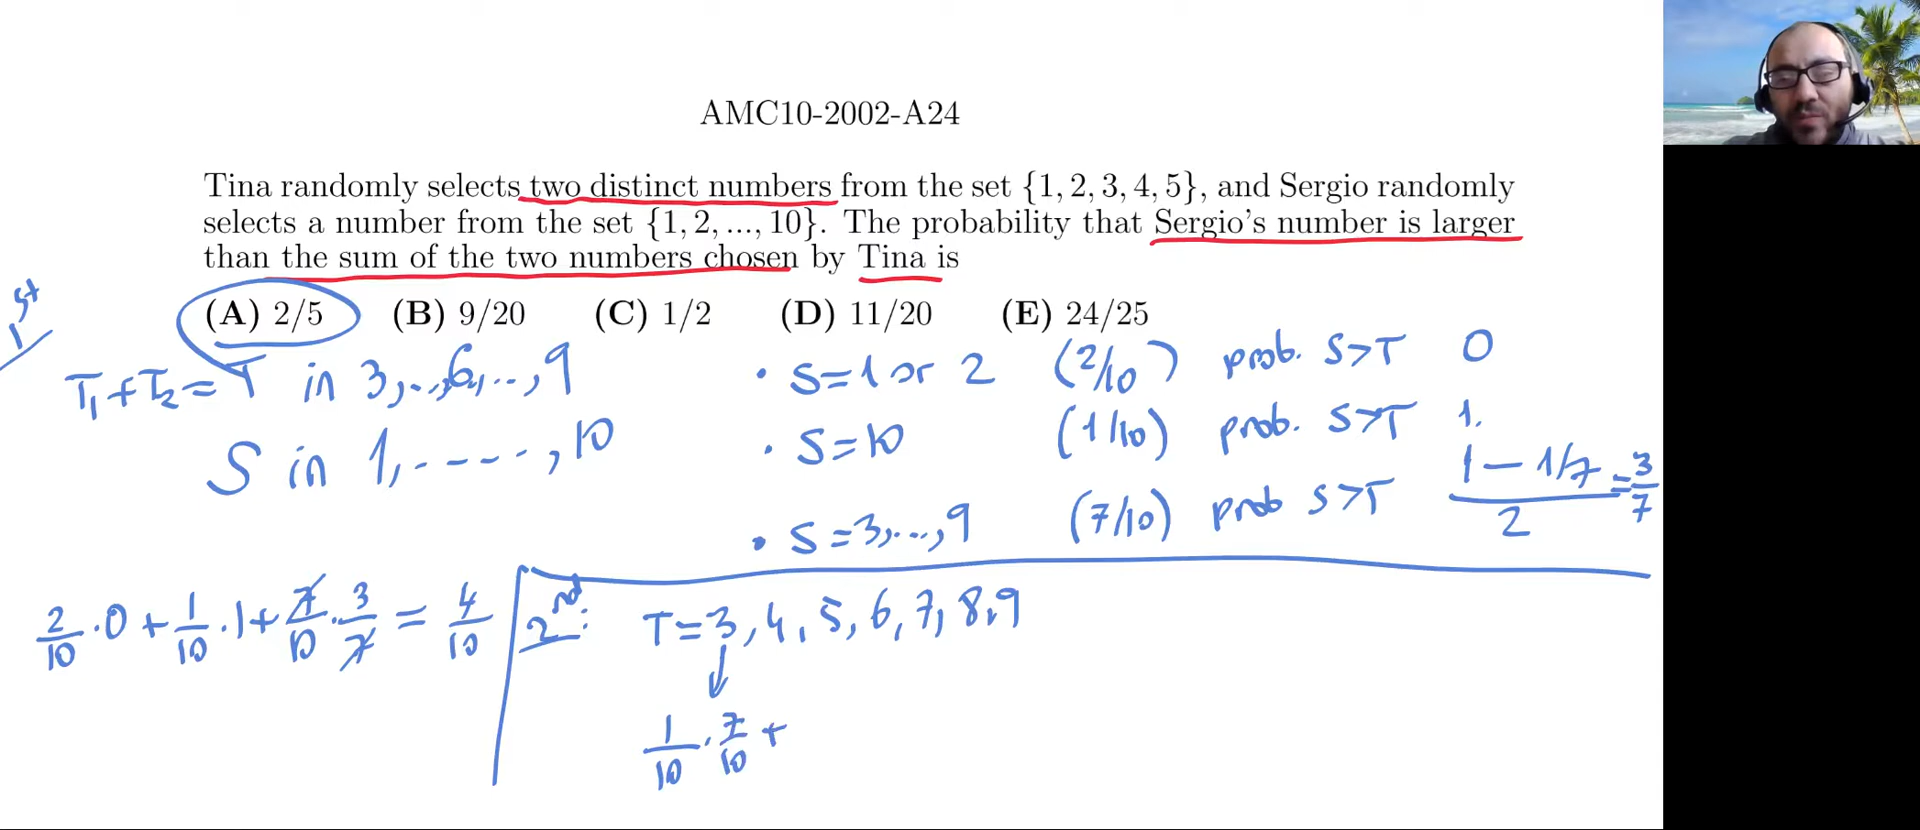 AMC10-2002-A24
Tina randomly selects two distinct numbers from the set {1, 2, 3, 4, 5}, and Sergio randomly
selects a number from the set {1, 2, ..., 10}. The probability that Sergio's number is larger
than the sum of the two numbers chosen by Tina is
(A) 2/5 (B) 9/20 (C) 1/2 (D) 11/20 (E) 24/25
1st
T₁+T₂=T in 3,..,6,..,9
S in 1,-----,10
• S=1 or 2 (2/10) prob. S>T 0
• S=10 (1/10) prob. S>T 1.
• S=3,...,9 (7/10) prob S>T (1-1/7)/2 = 3/7
2/10 · 0 + 1/10 · 1 + 7/10 · 3/7 = 4/10
2nd: T=3,4,5,6,7,8,9
1/10 · 7/10 +